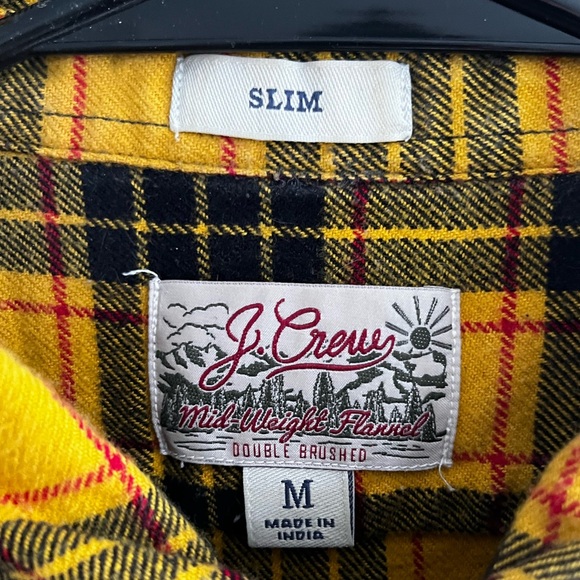 SLIM
J. Crew
Mid-Weight Flannel
DOUBLE BRUSHED
M
MADE IN
INDIA